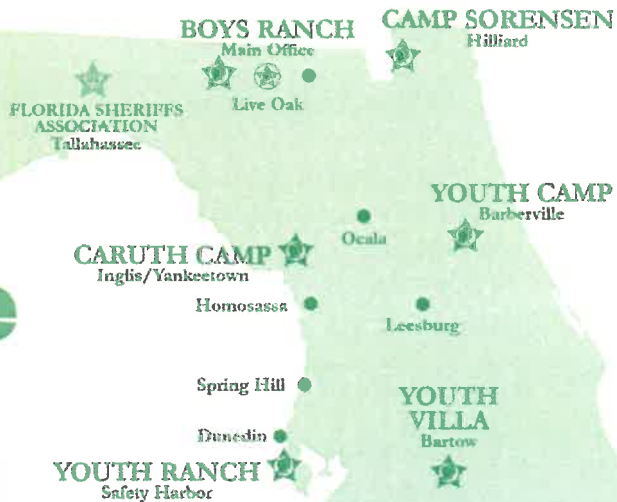 BOYS RANCH
Main Office
Live Oak
CAMP SORENSEN
Hilliard
FLORIDA SHERIFFS
ASSOCIATION
Tallahassee
YOUTH CAMP
Barberville
Ocala
CARUTH CAMP
Inglis/Yankeetown
Homosassa
Leesburg
Spring Hill
YOUTH
VILLA
Bartow
Dunedin
YOUTH RANCH
Safety Harbor